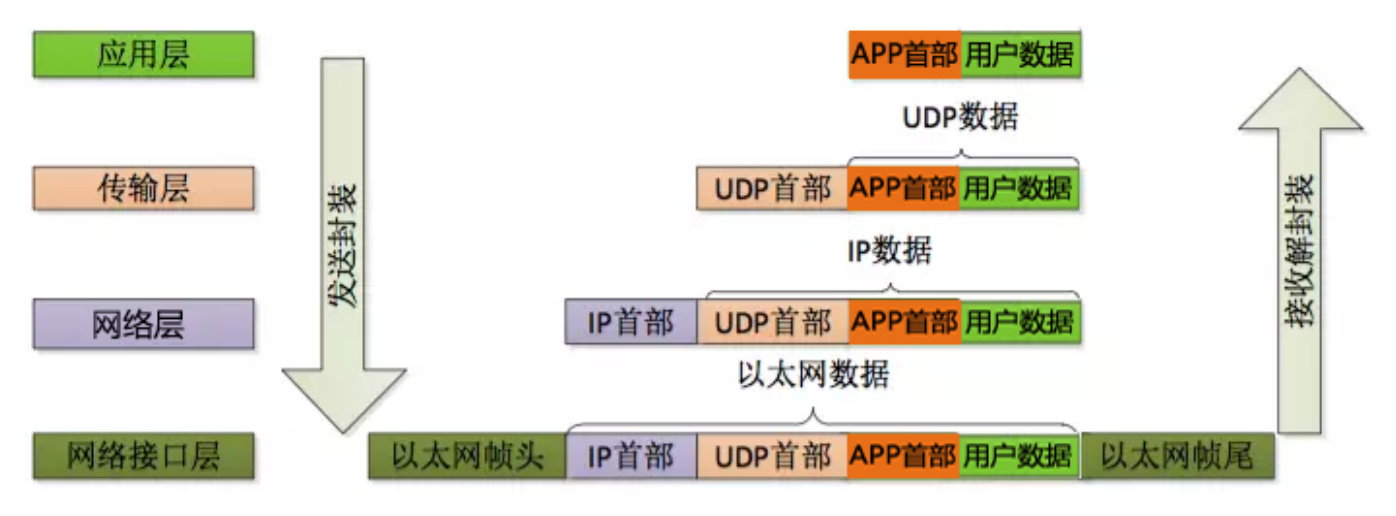 应用层
APP首部 用户数据
UDP数据
传输层
UDP首部 APP首部 用户数据
发送封装
接收解封装
IP数据
网络层
IP首部 UDP首部 APP首部 用户数据
以太网数据
网络接口层
以太网帧头 IP首部 UDP首部 APP首部 用户数据 以太网帧尾